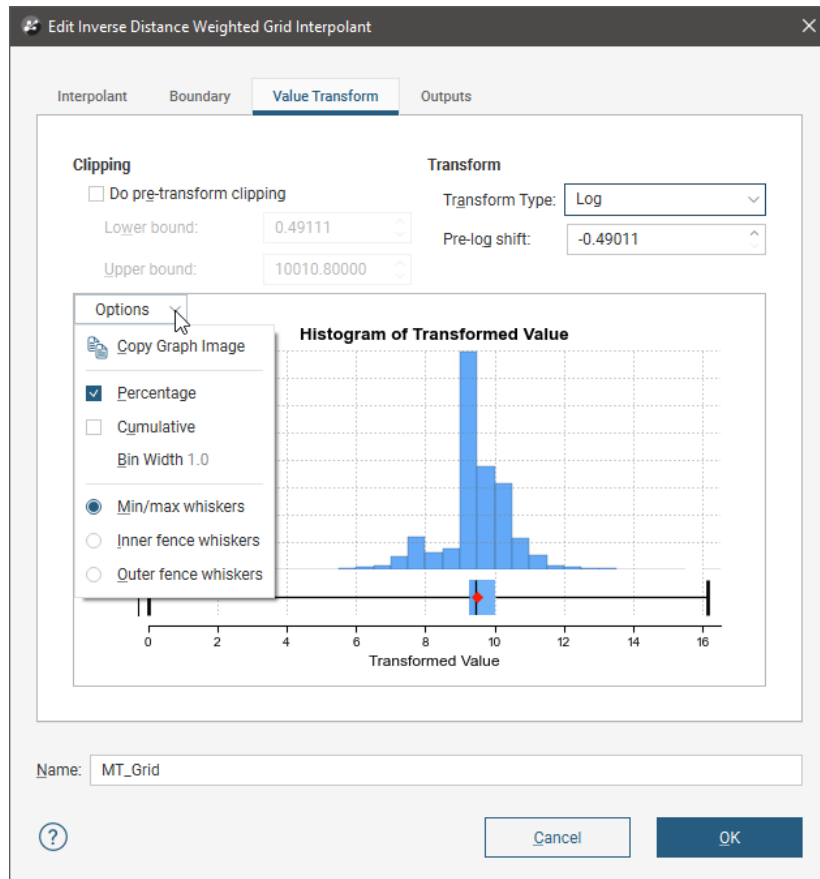 Edit Inverse Distance Weighted Grid Interpolant
Interpolant Boundary Value Transform Outputs
Clipping
Do pre-transform clipping
Lower bound: 0.49111
Upper bound: 10010.80000
Transform
Transform Type: Log
Pre-log shift: -0.49011
Options
Copy Graph Image
Percentage
Cumulative
Bin Width 1.0
Min/max whiskers
Inner fence whiskers
Outer fence whiskers
Histogram of Transformed Value
0 2 4 6 8 10 12 14 16
Transformed Value
Name: MT_Grid
? Cancel OK